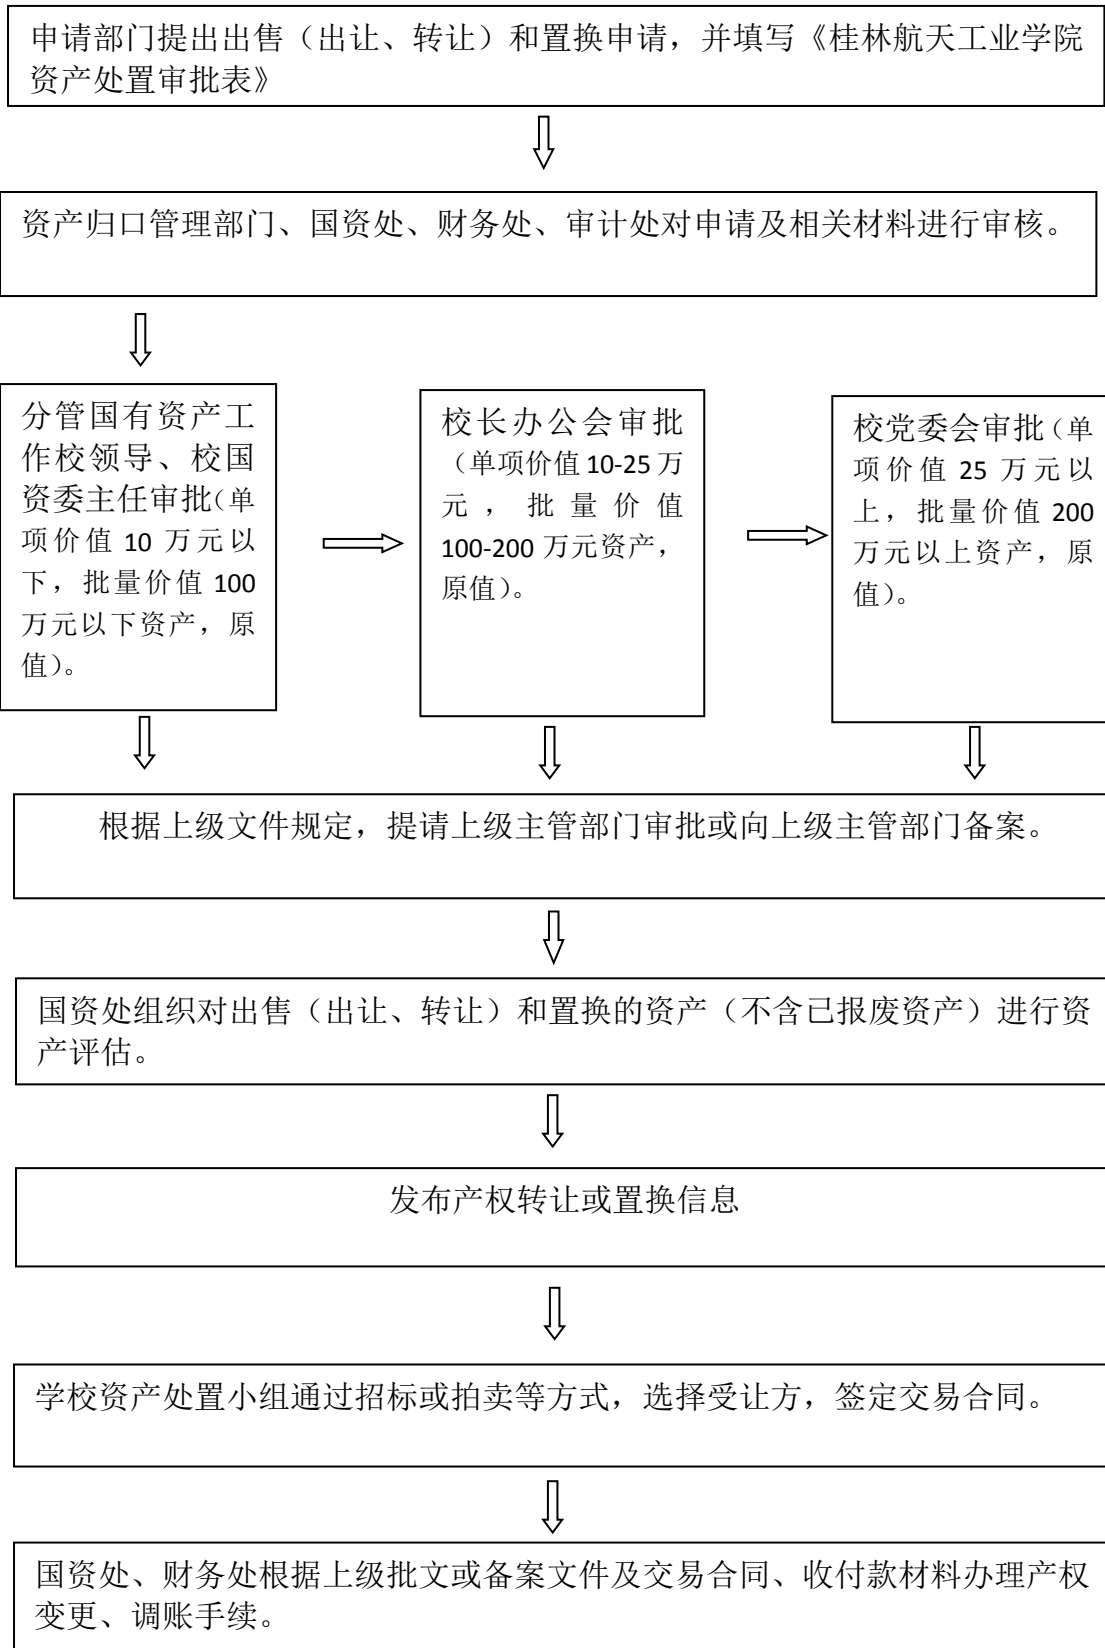 申请部门提出出售（出让、转让）和置换申请，并填写《桂林航天工业学院
资产处置审批表》
资产归口管理部门、国资处、财务处、审计处对申请及相关材料进行审核。
分管国有资产工
作校领导、校国
资委主任审批（单
项价值 10 万元以
下，批量价值 100
万元以下资产，原
值）。
校长办公会审批
（单项价值 10-25 万
元，批量价值
100-200 万元资产，
原值）。
校党委会审批（单
项价值 25 万元以
上，批量价值 200
万元以上资产，原
值）。
根据上级文件规定，提请上级主管部门审批或向上级主管部门备案。
国资处组织对出售（出让、转让）和置换的资产（不含已报废资产）进行资
产评估。
发布产权转让或置换信息
学校资产处置小组通过招标或拍卖等方式，选择受让方，签定交易合同。
国资处、财务处根据上级批文或备案文件及交易合同、收付款材料办理产权
变更、调账手续。